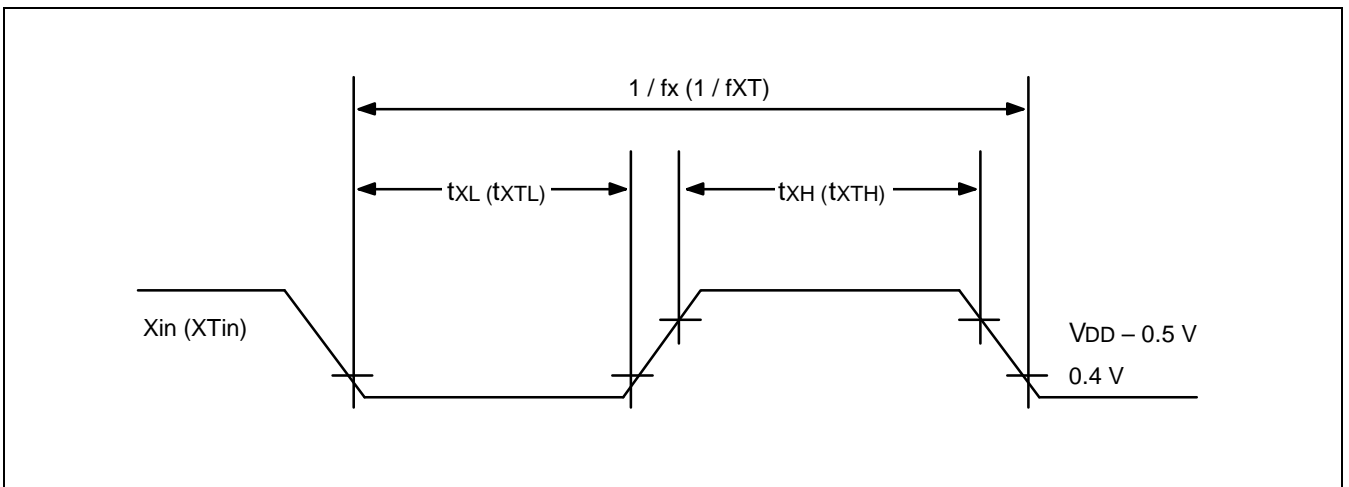 1 / fx (1 / fXT)
tXL (tXTL)
tXH (tXTH)
Xin (XTin)
VDD – 0.5 V
0.4 V